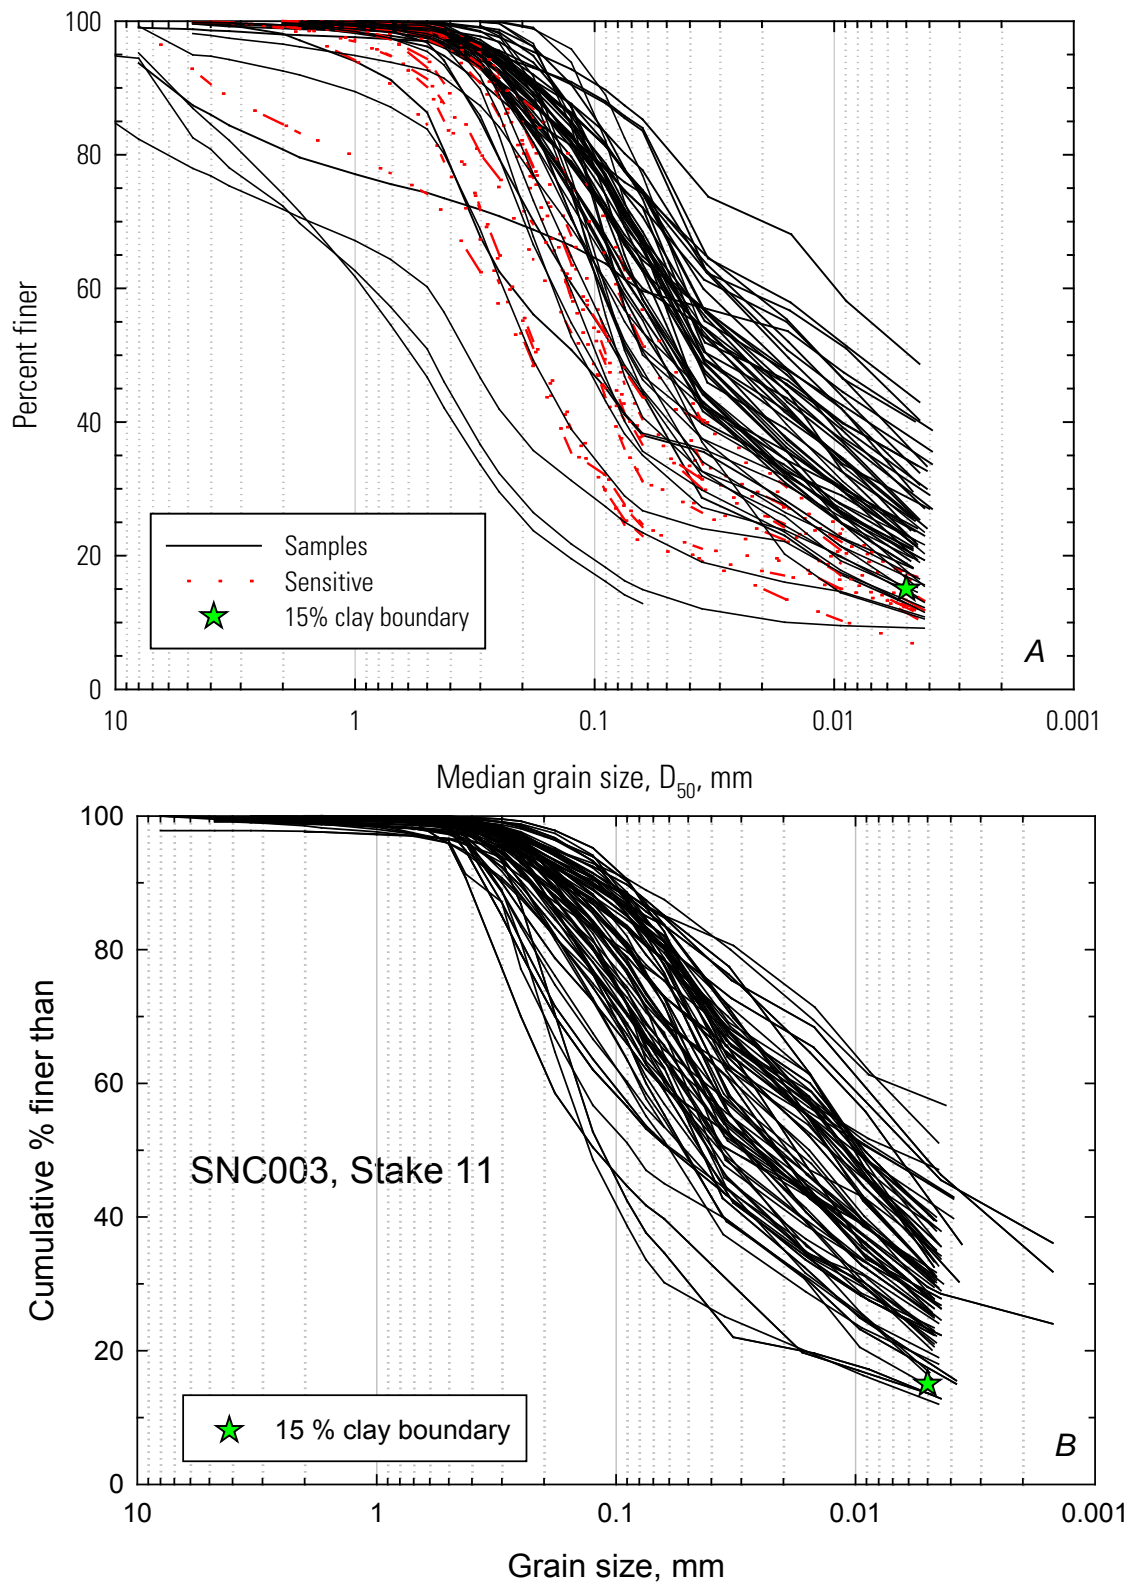 100
80
60
40
20
0
Percent finer
Samples
Sensitive
15% clay boundary
A
10 1 0.1 0.01 0.001
Median grain size, D50, mm
100
80
60
40
20
0
Cumulative % finer than
SNC003, Stake 11
15 % clay boundary
B
10 1 0.1 0.01 0.001
Grain size, mm